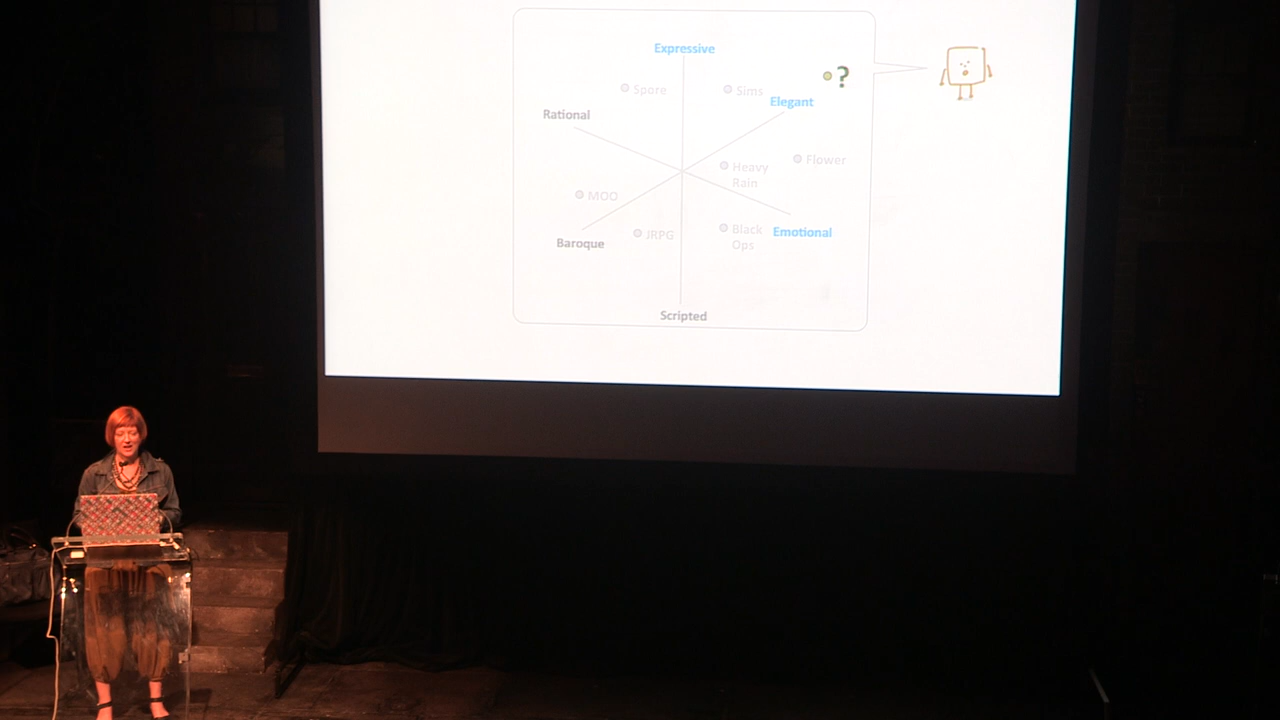 Expressive
?
Spore
Sims
Elegant
Rational
Flower
Heavy
Rain
MOO
Black
Ops
JRPG
Emotional
Baroque
Scripted